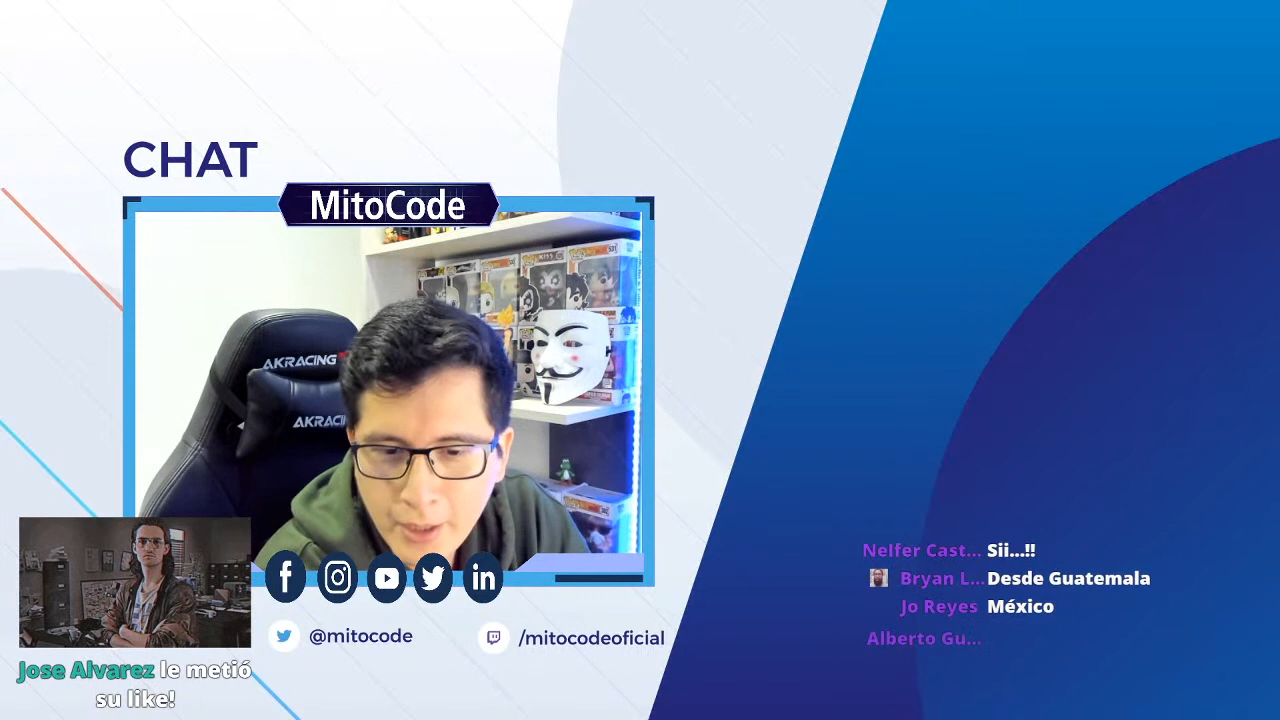 CHAT
MitoCode
AKRACING
AKRACI
@mitocode
/mitocodeoficial
Jose Alvarez le metió
su like!
Nelfer Cast... Sii...!!
Bryan L... Desde Guatemala
Jo Reyes México
Alberto Gu...